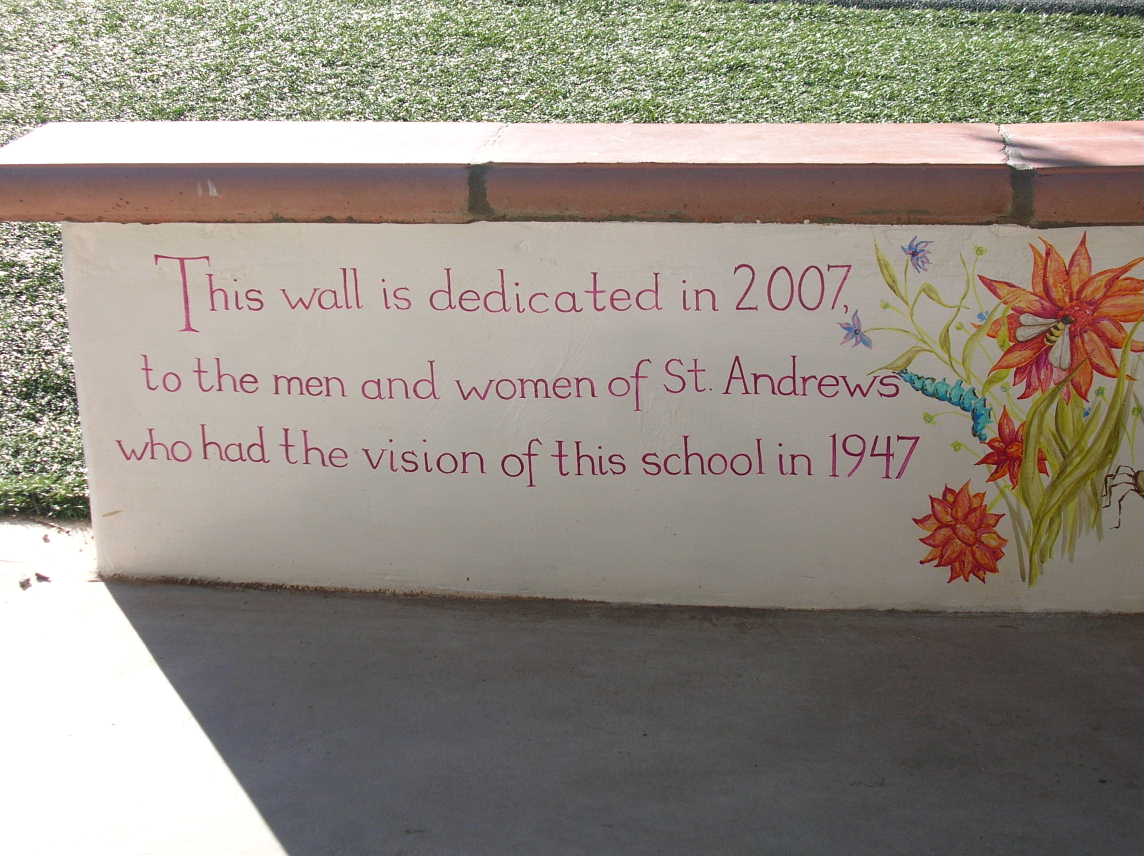 This wall is dedicated in 2007,
to the men and women of St. Andrews
who had the vision of this school in 1947